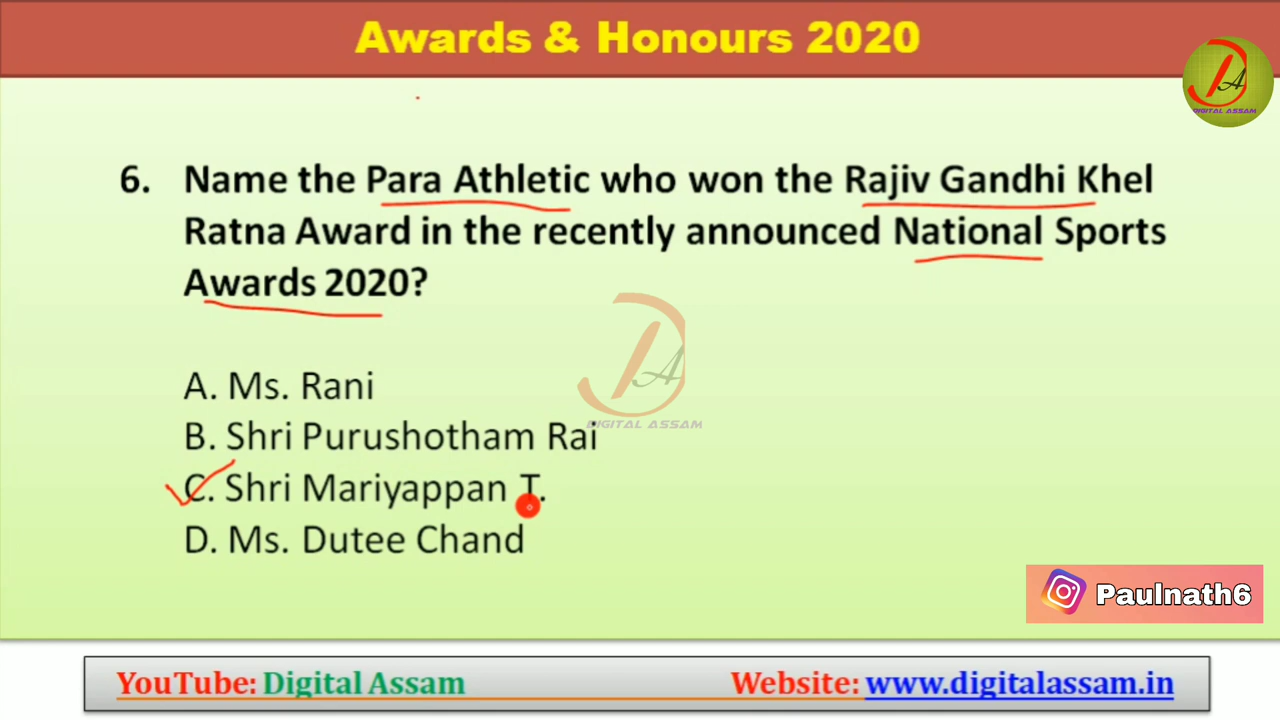 Awards & Honours 2020
DIGITAL ASSAM
6. Name the Para Athletic who won the Rajiv Gandhi Khel
Ratna Award in the recently announced National Sports
Awards 2020?
A. Ms. Rani
DIGITAL ASSAM
B. Shri Purushotham Rai
C. Shri Mariyappan T.
D. Ms. Dutee Chand
Paulnath6
YouTube: Digital Assam Website: www.digitalassam.in